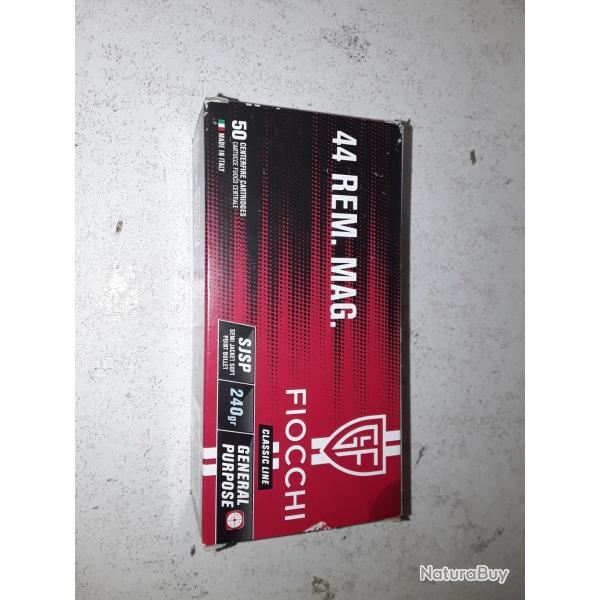 44 REM. MAG.
50 CENTERFIRE CARTRIDGES
CARTUCCE FUOCO CENTRALE
MADE IN ITALY
FIOCCHI
CLASSIC LINE
SJSP
SEMI JACKET SOFT
POINT BULLET
240gr
GENERAL
PURPOSE
NaturaBuy